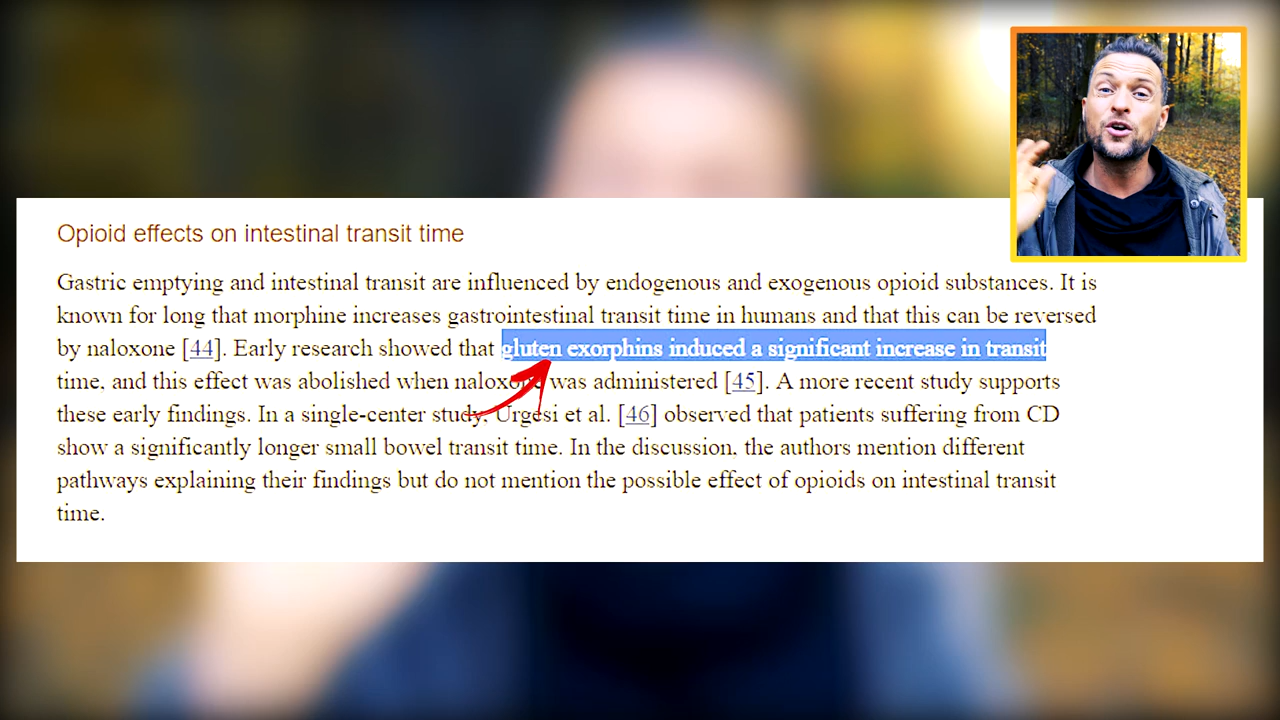 Opioid effects on intestinal transit time
Gastric emptying and intestinal transit are influenced by endogenous and exogenous opioid substances. It is
known for long that morphine increases gastrointestinal transit time in humans and that this can be reversed
by naloxone [44]. Early research showed that gluten exorphins induced a significant increase in transit
time, and this effect was abolished when naloxone was administered [45]. A more recent study supports
these early findings. In a single-center study, Urgesi et al. [46] observed that patients suffering from CD
show a significantly longer small bowel transit time. In the discussion, the authors mention different
pathways explaining their findings but do not mention the possible effect of opioids on intestinal transit
time.